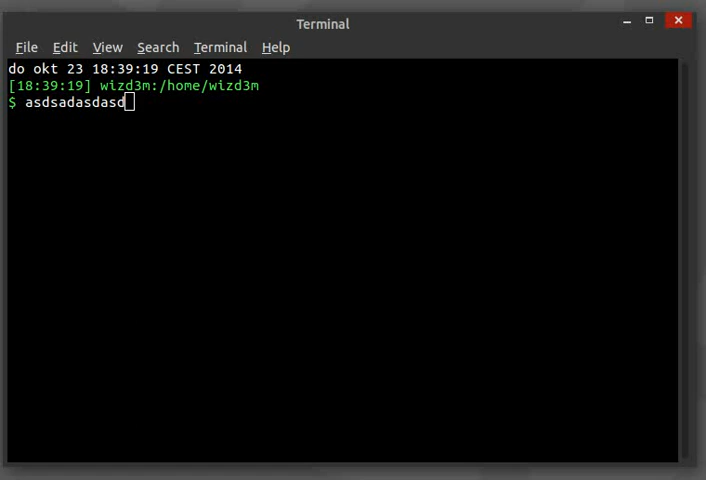 Terminal
File Edit View Search Terminal Help
do okt 23 18:39:19 CEST 2014
[18:39:19] wizd3m:/home/wizd3m
$ asdsadasdasd